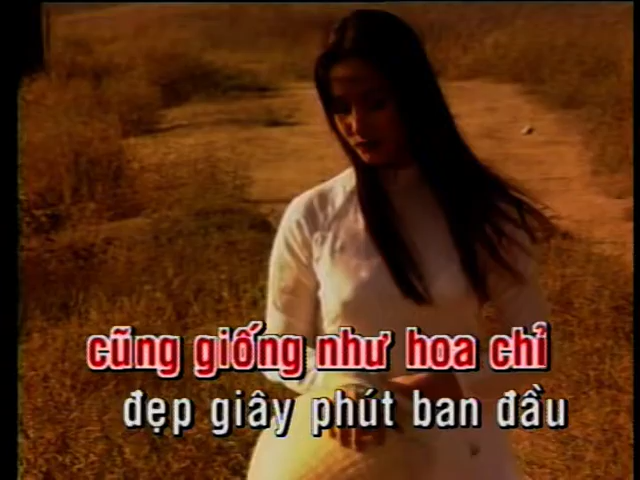 cũng giống như hoa chỉ
đẹp giây phút ban đầu